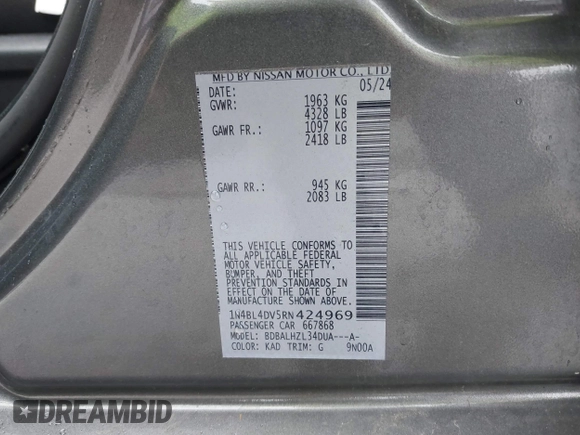 MFD BY NISSAN MOTOR CO., LTD
DATE: 05/24
GVWR: 1963 KG
4328 LB
GAWR FR.: 1097 KG
2418 LB
GAWR RR.: 945 KG
2083 LB
THIS VEHICLE CONFORMS TO
ALL APPLICABLE FEDERAL
MOTOR VEHICLE SAFETY,
BUMPER, AND THEFT
PREVENTION STANDARDS IN
EFFECT ON THE DATE OF
MANUFACTURE SHOWN ABOVE.
1N4BL4DV5RN424969
PASSENGER CAR 667868
MODEL: BDBALHZL34DUA---A-
COLOR: KAD TRIM: G 9N00A
DREAMBID